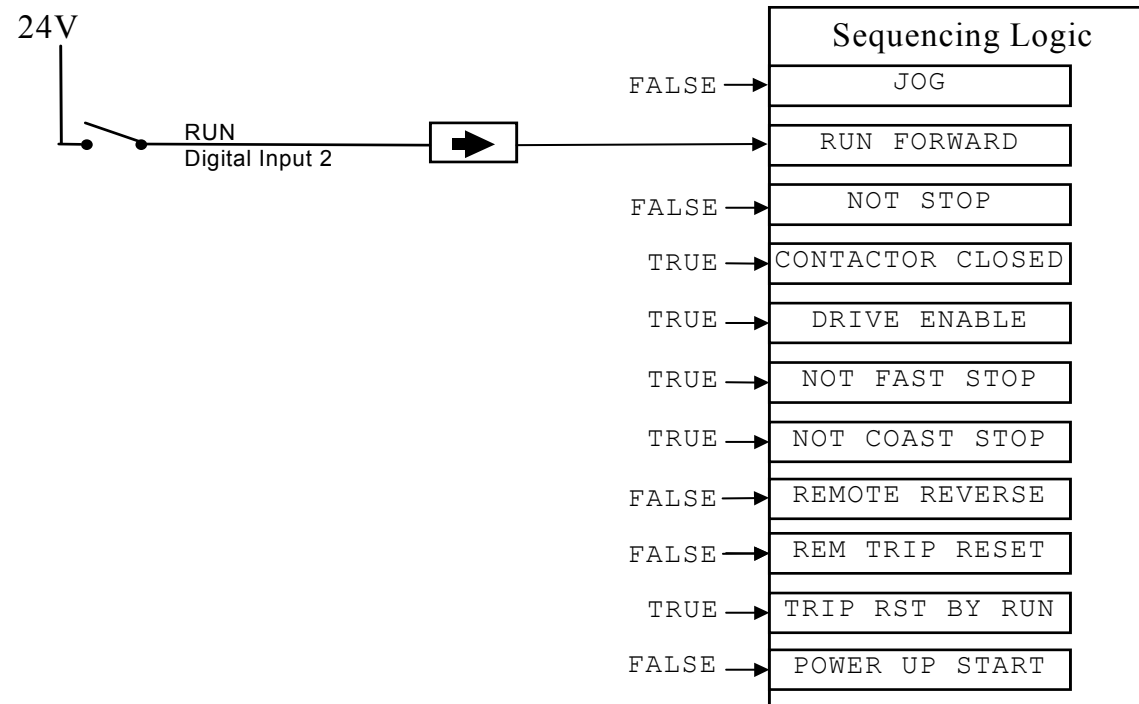 24V
Sequencing Logic
FALSE JOG
RUN
Digital Input 2
RUN FORWARD
FALSE NOT STOP
TRUE CONTACTOR CLOSED
TRUE DRIVE ENABLE
TRUE NOT FAST STOP
TRUE NOT COAST STOP
FALSE REMOTE REVERSE
FALSE REM TRIP RESET
TRUE TRIP RST BY RUN
FALSE POWER UP START